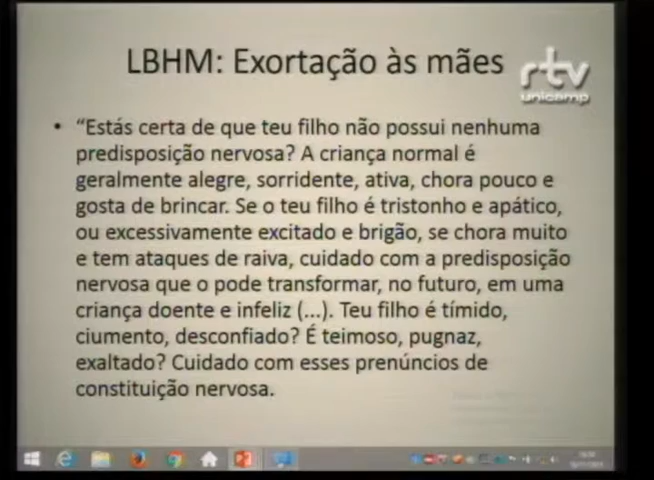 LBHM: Exortação às mães
rtv
unicamp
• “Estás certa de que teu filho não possui nenhuma
predisposição nervosa? A criança normal é
geralmente alegre, sorridente, ativa, chora pouco e
gosta de brincar. Se o teu filho é tristonho e apático,
ou excessivamente excitado e brigão, se chora muito
e tem ataques de raiva, cuidado com a predisposição
nervosa que o pode transformar, no futuro, em uma
criança doente e infeliz (...). Teu filho é tímido,
ciumento, desconfiado? É teimoso, pugnaz,
exaltado? Cuidado com esses prenúncios de
constituição nervosa.